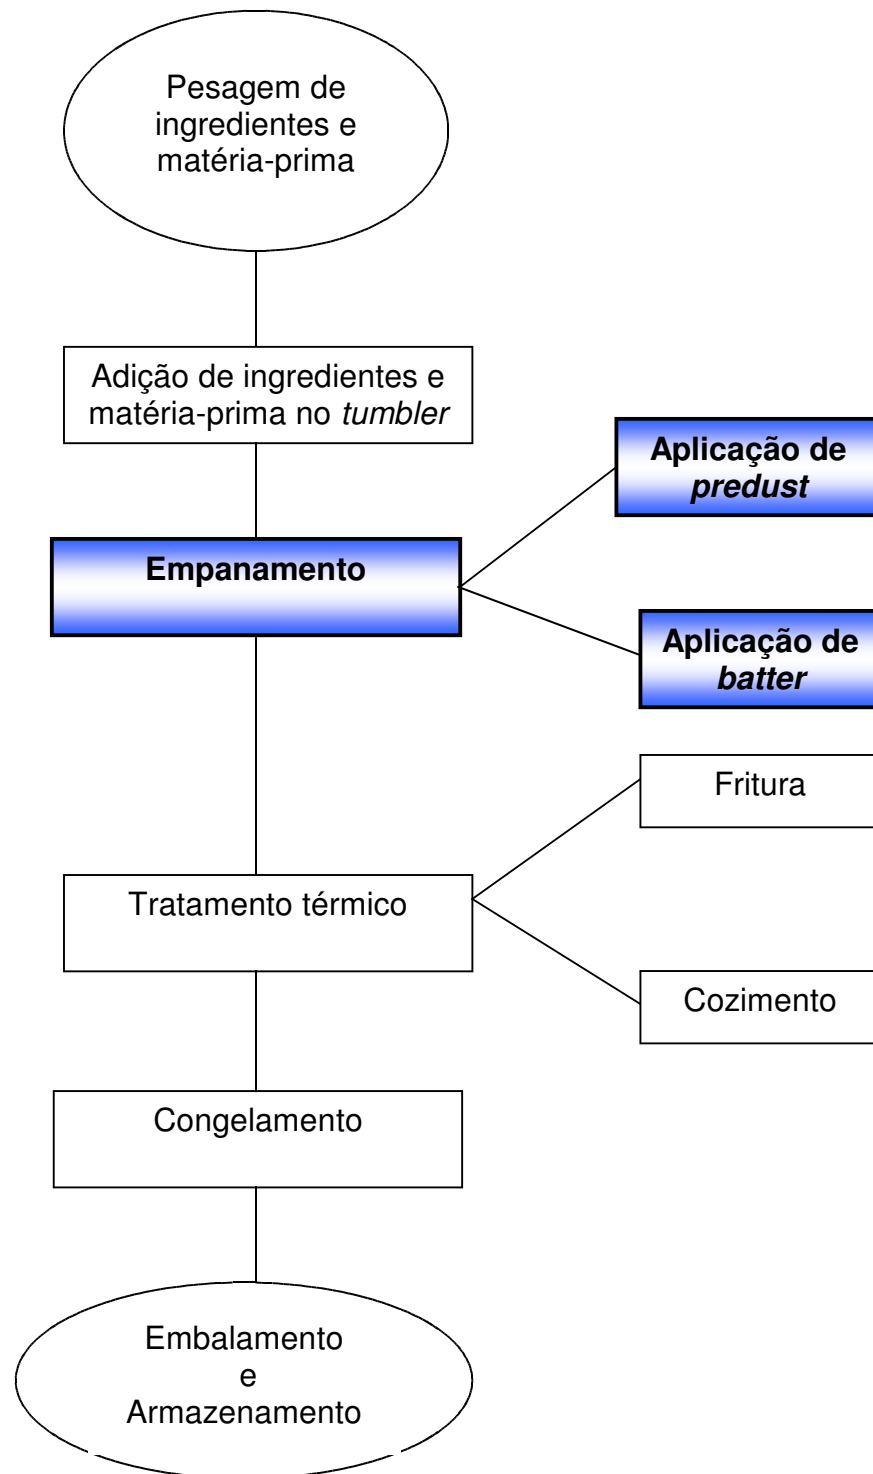 Pesagem de
ingredientes e
matéria-prima
Adição de ingredientes e
matéria-prima no tumbler
Aplicação de
predust
Empanamento
Aplicação de
batter
Fritura
Tratamento térmico
Cozimento
Congelamento
Embalamento
e
Armazenamento